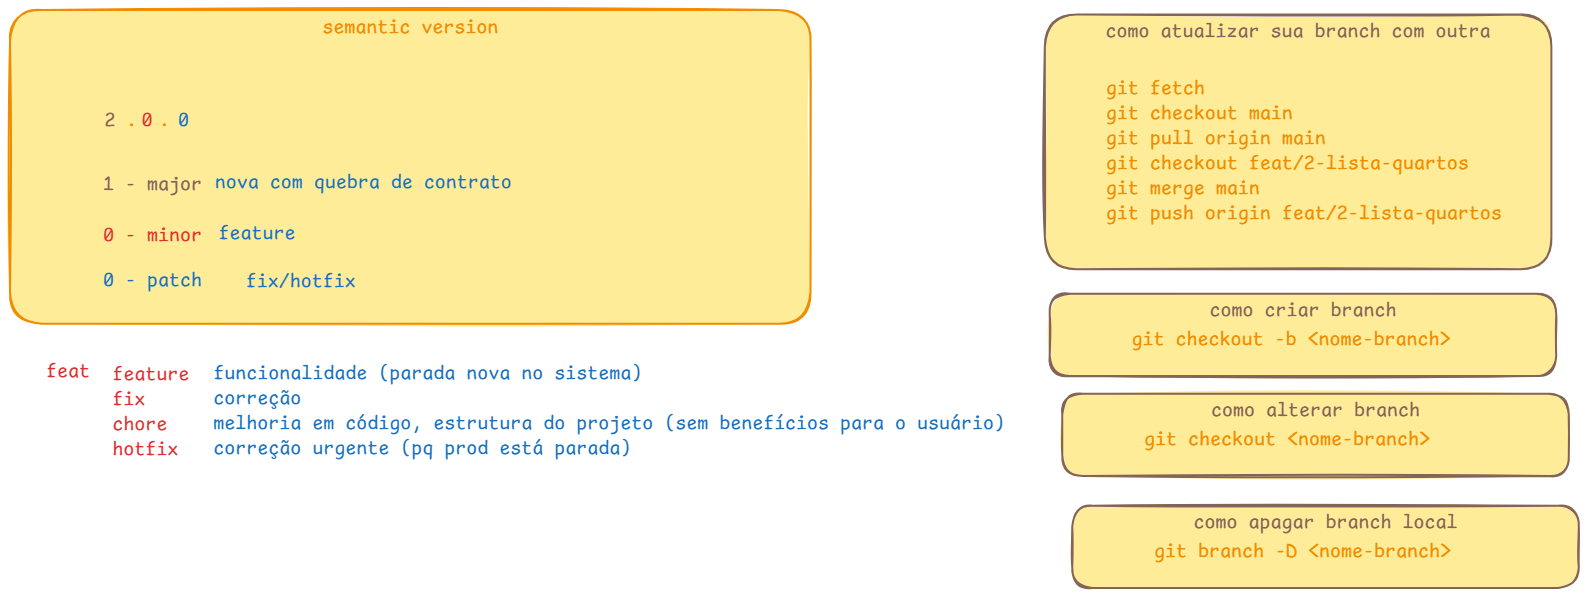 semantic version
2 . 0 . 0
1 - major nova com quebra de contrato
0 - minor feature
0 - patch fix/hotfix
feat feature funcionalidade (parada nova no sistema)
fix correção
chore melhoria em código, estrutura do projeto (sem benefícios para o usuário)
hotfix correção urgente (pq prod está parada)
como atualizar sua branch com outra
git fetch
git checkout main
git pull origin main
git checkout feat/2-lista-quartos
git merge main
git push origin feat/2-lista-quartos
como criar branch
git checkout -b <nome-branch>
como alterar branch
git checkout <nome-branch>
como apagar branch local
git branch -D <nome-branch>